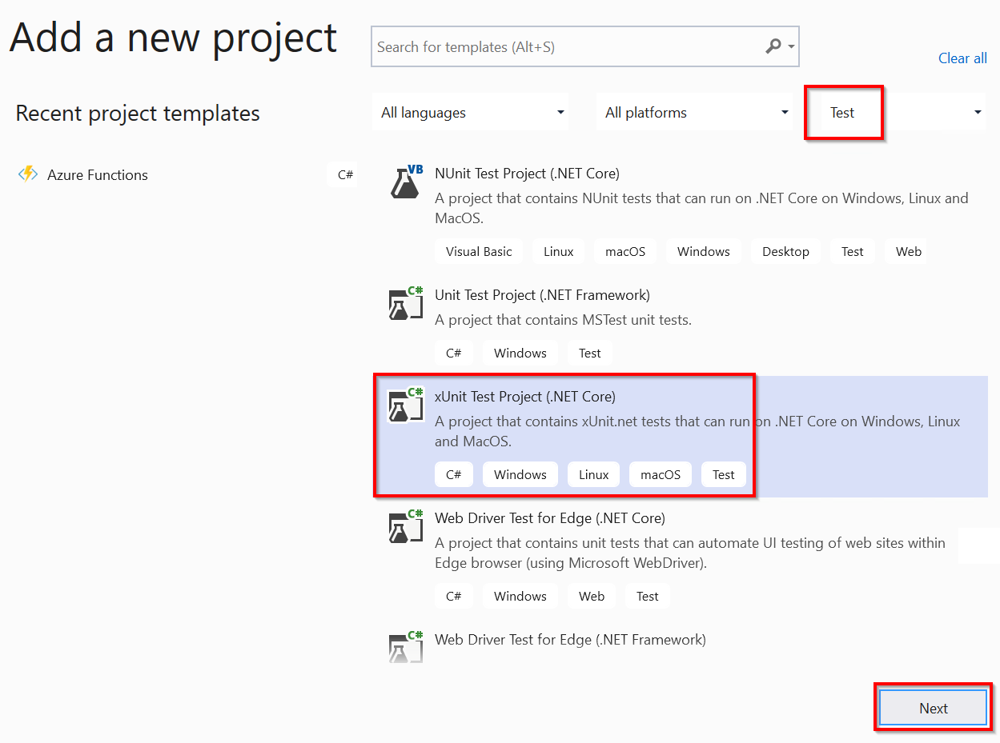 Add a new project
Search for templates (Alt+S)
Clear all
Recent project templates
All languages
All platforms
Test
Azure Functions
C#
VB
NUnit Test Project (.NET Core)
A project that contains NUnit tests that can run on .NET Core on Windows, Linux and
MacOS.
Visual Basic Linux macOS Windows Desktop Test Web
C#
Unit Test Project (.NET Framework)
A project that contains MSTest unit tests.
C# Windows Test
C#
xUnit Test Project (.NET Core)
A project that contains xUnit.net tests that can run on .NET Core on Windows, Linux
and MacOS.
C# Windows Linux macOS Test
C#
Web Driver Test for Edge (.NET Core)
A project that contains unit tests that can automate UI testing of web sites within
Edge browser (using Microsoft WebDriver).
C# Windows Web Test
C#
Web Driver Test for Edge (.NET Framework)
Next